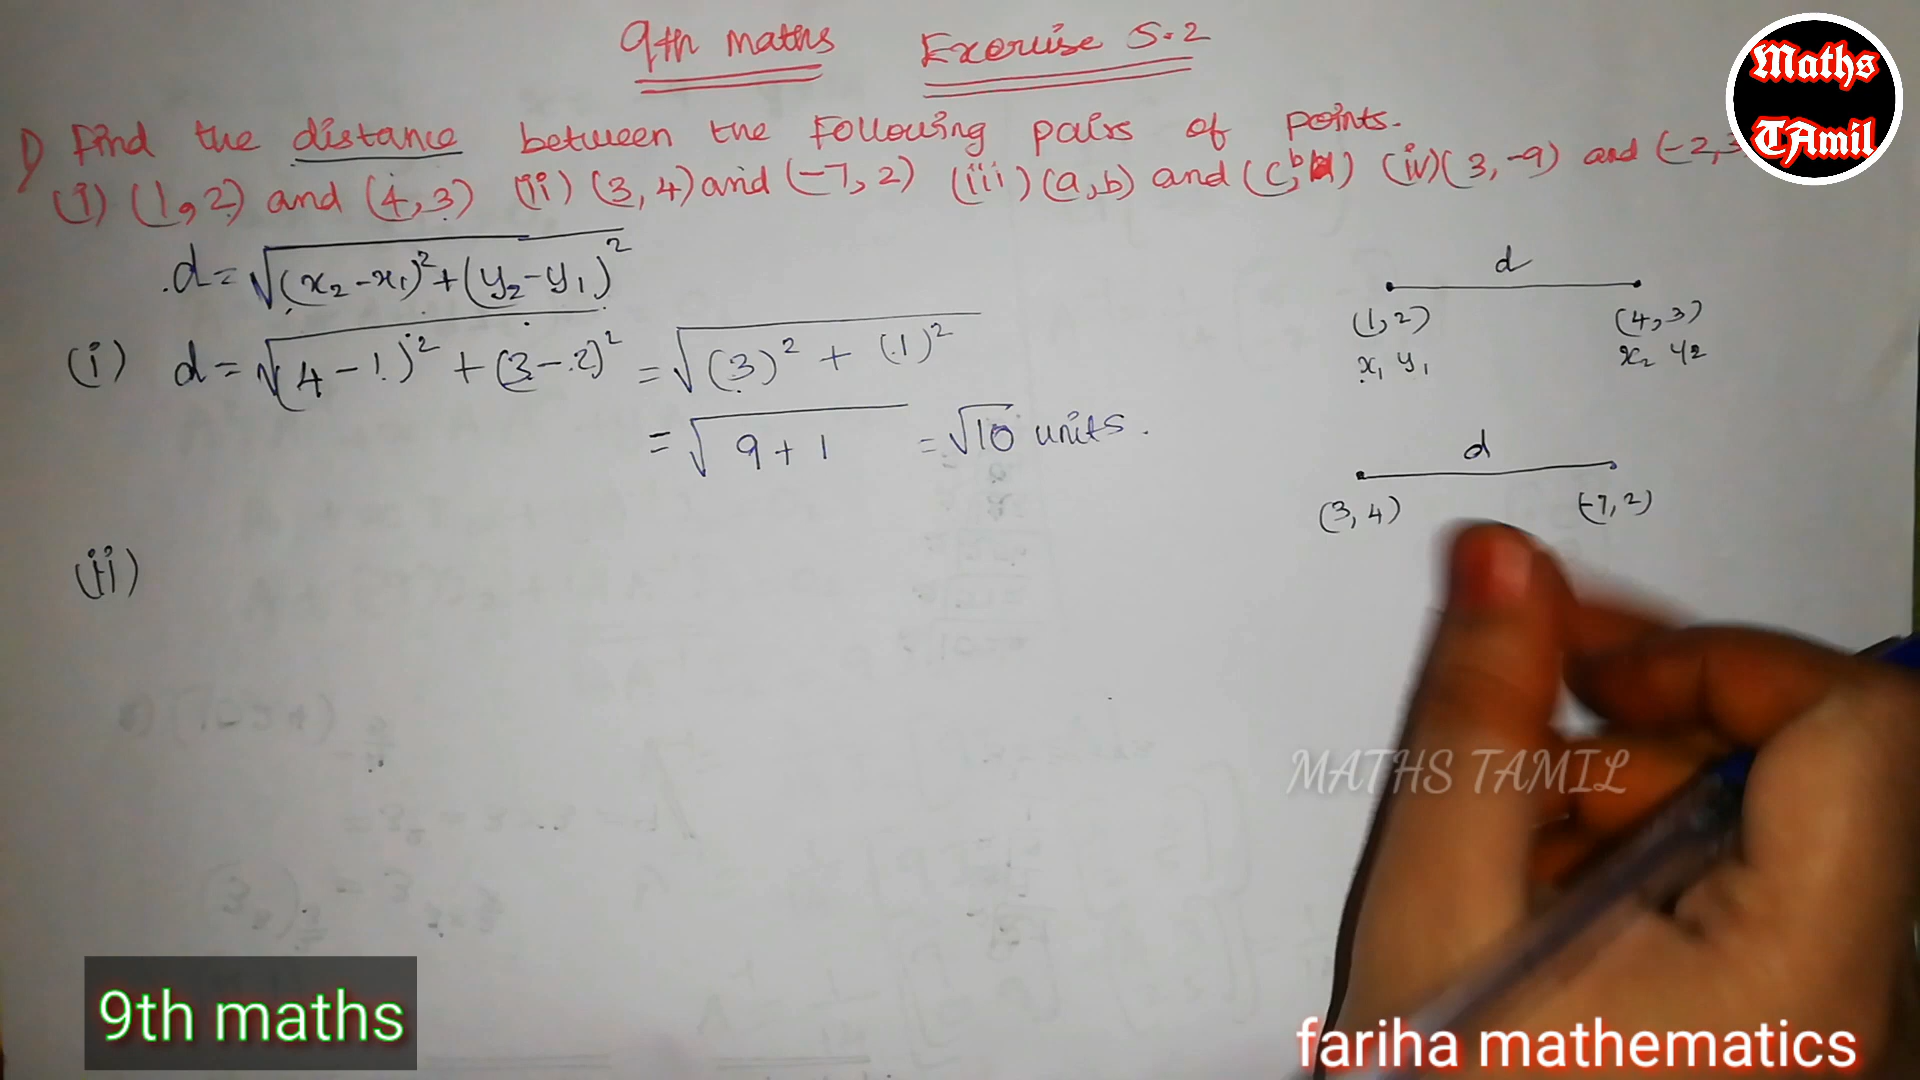 9th maths Exercise 5.2
1) Find the distance between the following pairs of points.
(i) (1,2) and (4,3) (ii) (3,4) and (-7,2) (iii) (a,b) and (c,b) (iv) (3,-9) and (-2,3
d = √(x₂-x₁)²+(y₂-y₁)²
(i) d = √(4-1)² + (3-2)² = √(3)² + (1)²
= √9+1 = √10 units.
(ii)
d
(1,2) (4,3)
x₁ y₁ x₂ y₂
d
(3,4) (-7,2)
Maths
TAmil
MATHS TAMIL
9th maths
fariha mathematics